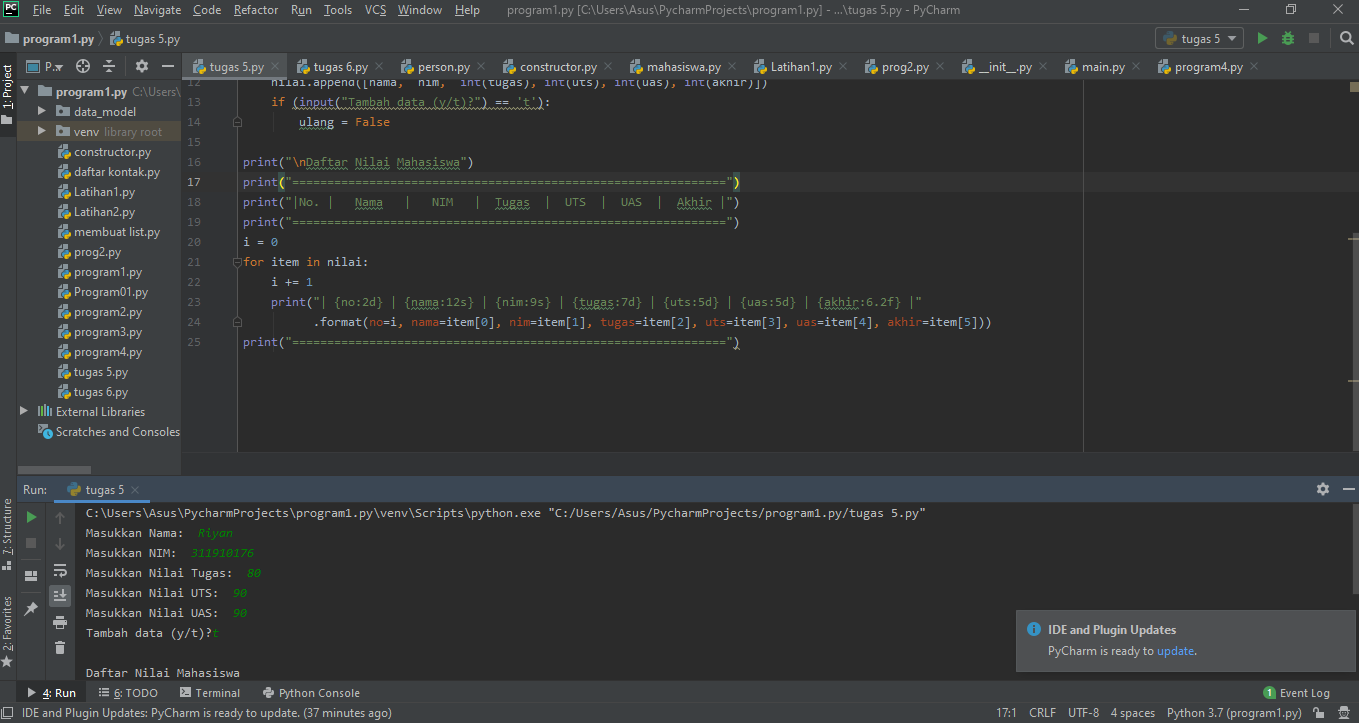 File Edit View Navigate Code Refactor Run Tools VCS Window Help program1.py [C:\Users\Asus\PycharmProjects\program1.py] - ...\tugas 5.py - PyCharm
program1.py tugas 5.py tugas 5
P.. tugas 5.py tugas 6.py person.py constructor.py mahasiswa.py Latihan1.py prog2.py __init__.py main.py program4.py
1: Project
program1.py C:\Users\
data_model
venv library root
constructor.py
daftar kontak.py
Latihan1.py
Latihan2.py
membuat list.py
prog2.py
program1.py
Program01.py
program2.py
program3.py
program4.py
tugas 5.py
tugas 6.py
External Libraries
Scratches and Consoles
12 nilai.append([nama, nim, int(tugas), int(uts), int(uas), int(akhir)])
13 if (input("Tambah data (y/t)?") == 't'):
14 ulang = False
15
16 print("\nDaftar Nilai Mahasiswa")
17 print("==============================================================")
18 print("|No. |   Nama   |   NIM   |  Tugas  |  UTS  |  UAS  |  Akhir |")
19 print("==============================================================")
20 i = 0
21 for item in nilai:
22 i += 1
23 print("| {no:2d} | {nama:12s} | {nim:9s} | {tugas:7d} | {uts:5d} | {uas:5d} | {akhir:6.2f} |"
24 .format(no=i, nama=item[0], nim=item[1], tugas=item[2], uts=item[3], uas=item[4], akhir=item[5]))
25 print("==============================================================")
Run: tugas 5
C:\Users\Asus\PycharmProjects\program1.py\venv\Scripts\python.exe "C:/Users/Asus/PycharmProjects/program1.py/tugas 5.py"
Masukkan Nama: Riyan
Masukkan NIM: 311910176
Masukkan Nilai Tugas: 80
Masukkan Nilai UTS: 90
Masukkan Nilai UAS: 90
Tambah data (y/t)?t
Daftar Nilai Mahasiswa
7: Structure
2: Favorites
IDE and Plugin Updates
PyCharm is ready to update.
4: Run 6: TODO Terminal Python Console 1 Event Log
IDE and Plugin Updates: PyCharm is ready to update. (37 minutes ago) 17:1 CRLF UTF-8 4 spaces Python 3.7 (program1.py)